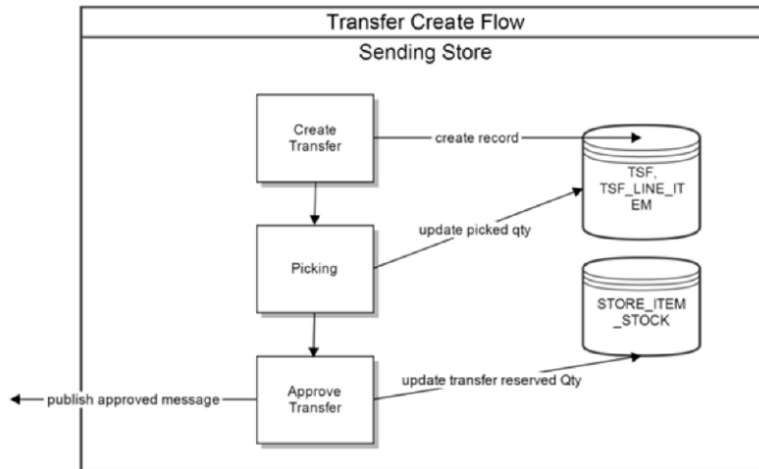 Transfer Create Flow
Sending Store
Create
Transfer
create record
TSF,
TSF_LINE_IT
EM
update picked qty
Picking
STORE_ITEM
_STOCK
Approve
Transfer
update transfer reserved Qty
publish approved message